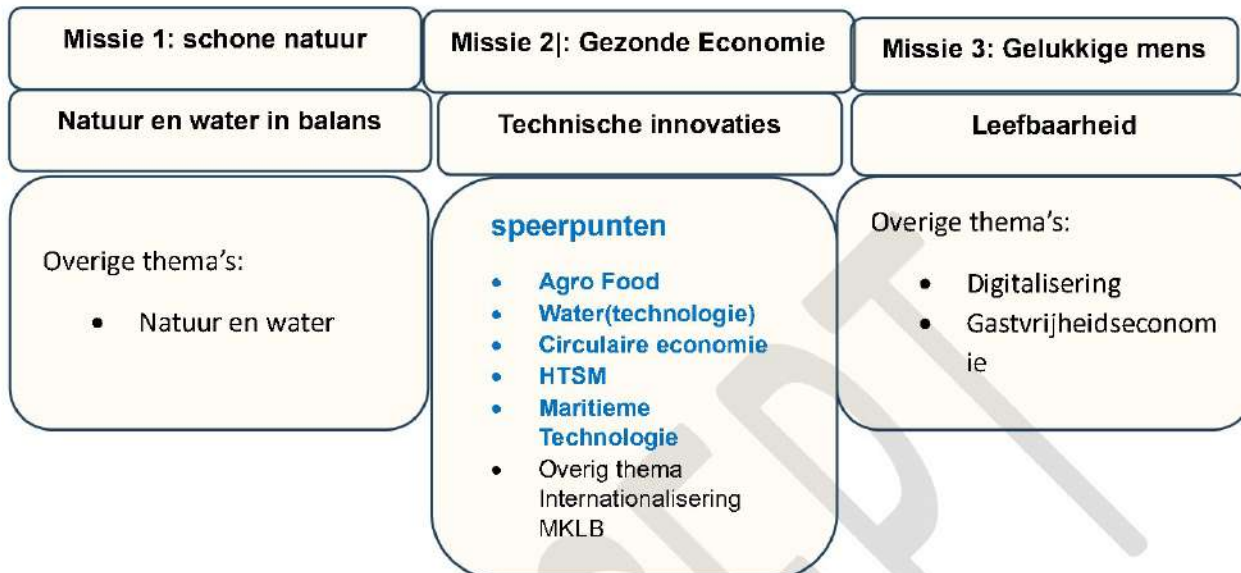 Missie 1: schone natuur
Natuur en water in balans
Overige thema's:
• Natuur en water
Missie 2|: Gezonde Economie
Technische innovaties
speerpunten
• Agro Food
• Water(technologie)
• Circulaire economie
• HTSM
• Maritieme
Technologie
• Overig thema
Internationalisering
MKLB
Missie 3: Gelukkige mens
Leefbaarheid
Overige thema's:
• Digitalisering
• Gastvrijheidseconom
ie
EPT